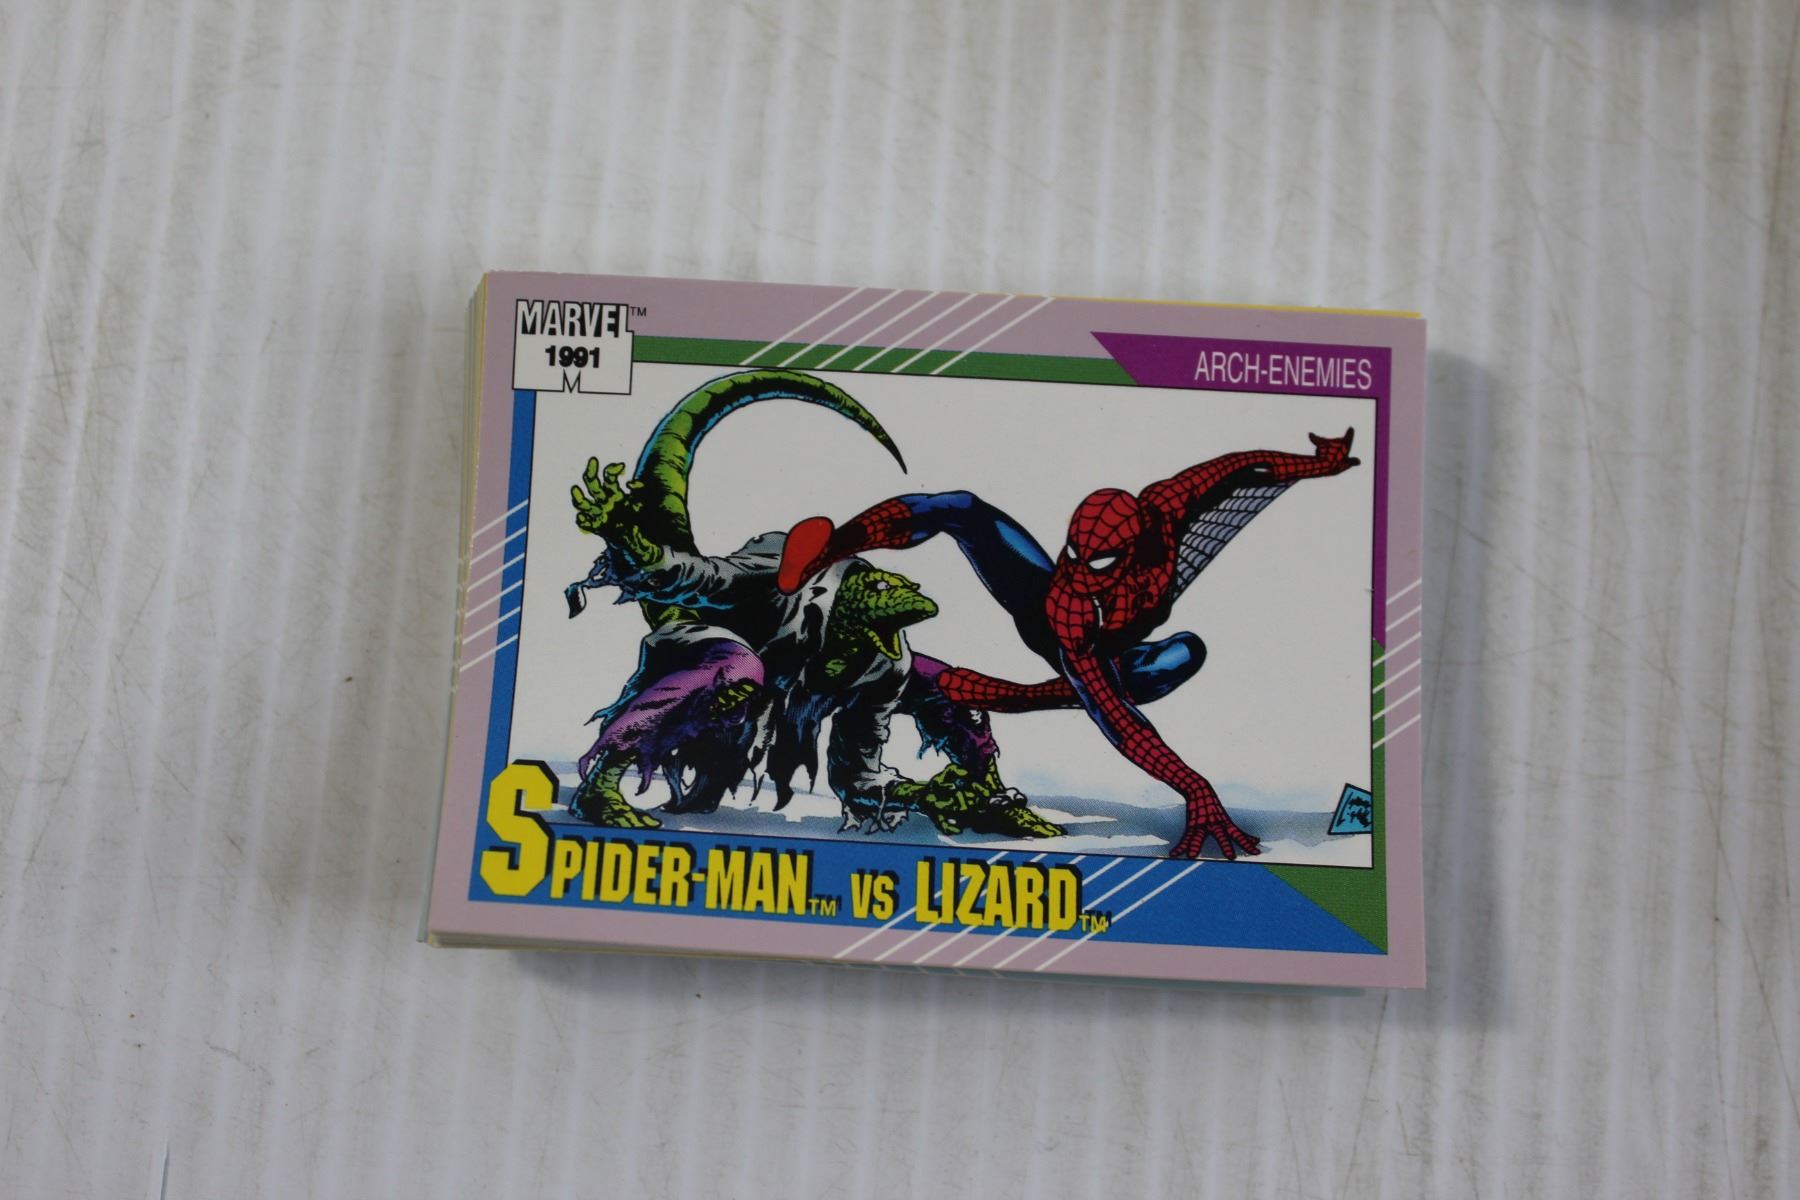 MARVEL™
1991
M
ARCH-ENEMIES
SPIDER-MAN™ VS LIZARD™